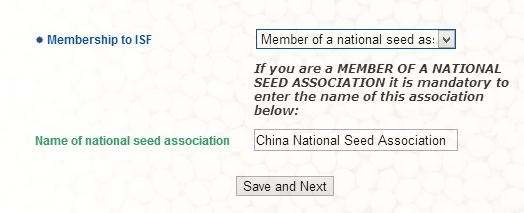 Membership to ISF Member of a national seed as
If you are a MEMBER OF A NATIONAL
SEED ASSOCIATION it is mandatory to
enter the name of this association
below:
Name of national seed association China National Seed Association
Save and Next